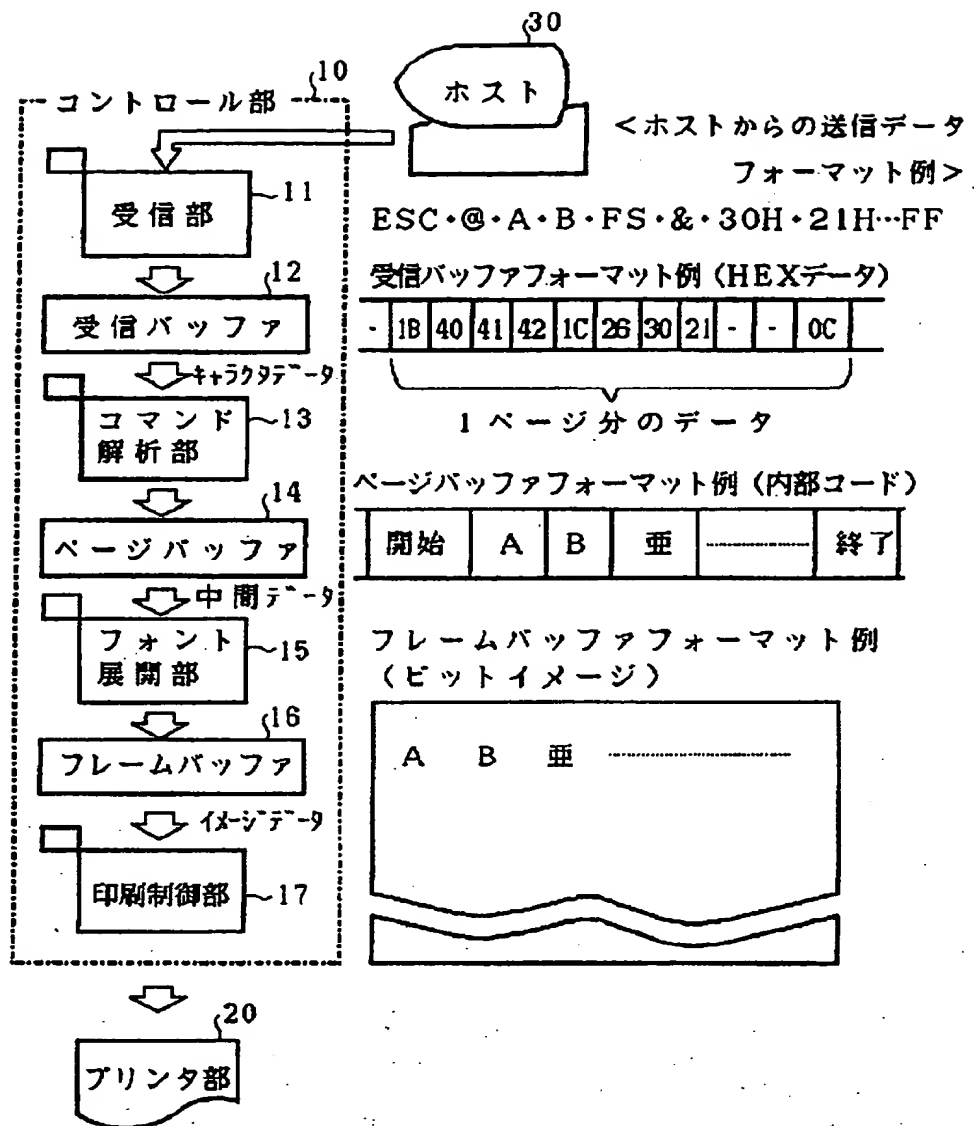 30
ホスト
10
コントロール部
<ホストからの送信データ
フォーマット例>
11
受信部
ESC・@・A・B・FS・&・30H・21H…FF
12
受信バッファ
受信バッファフォーマット例(HEXデータ)
- 1B 40 41 42 1C 26 30 21 - - 0C
キャラクタデータ
1ページ分のデータ
13
コマンド
解析部
14
ページバッファ
ページバッファフォーマット例(内部コード)
開始 A B 亜 ………… 終了
中間データ
15
フォント
展開部
フレームバッファフォーマット例
(ビットイメージ)
16
フレームバッファ
A B 亜 …………………
イメージデータ
印刷制御部
17
20
プリンタ部